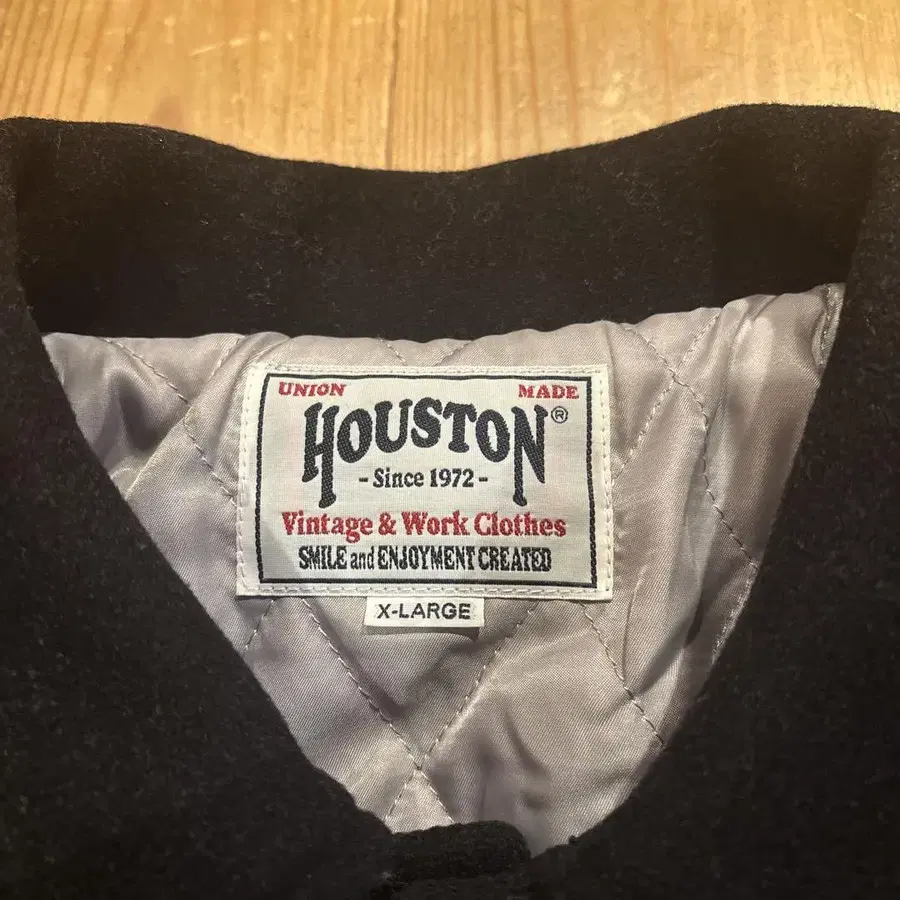 UNION MADE
HOUSTON®
- Since 1972 -
Vintage & Work Clothes
SMILE and ENJOYMENT CREATED
X-LARGE